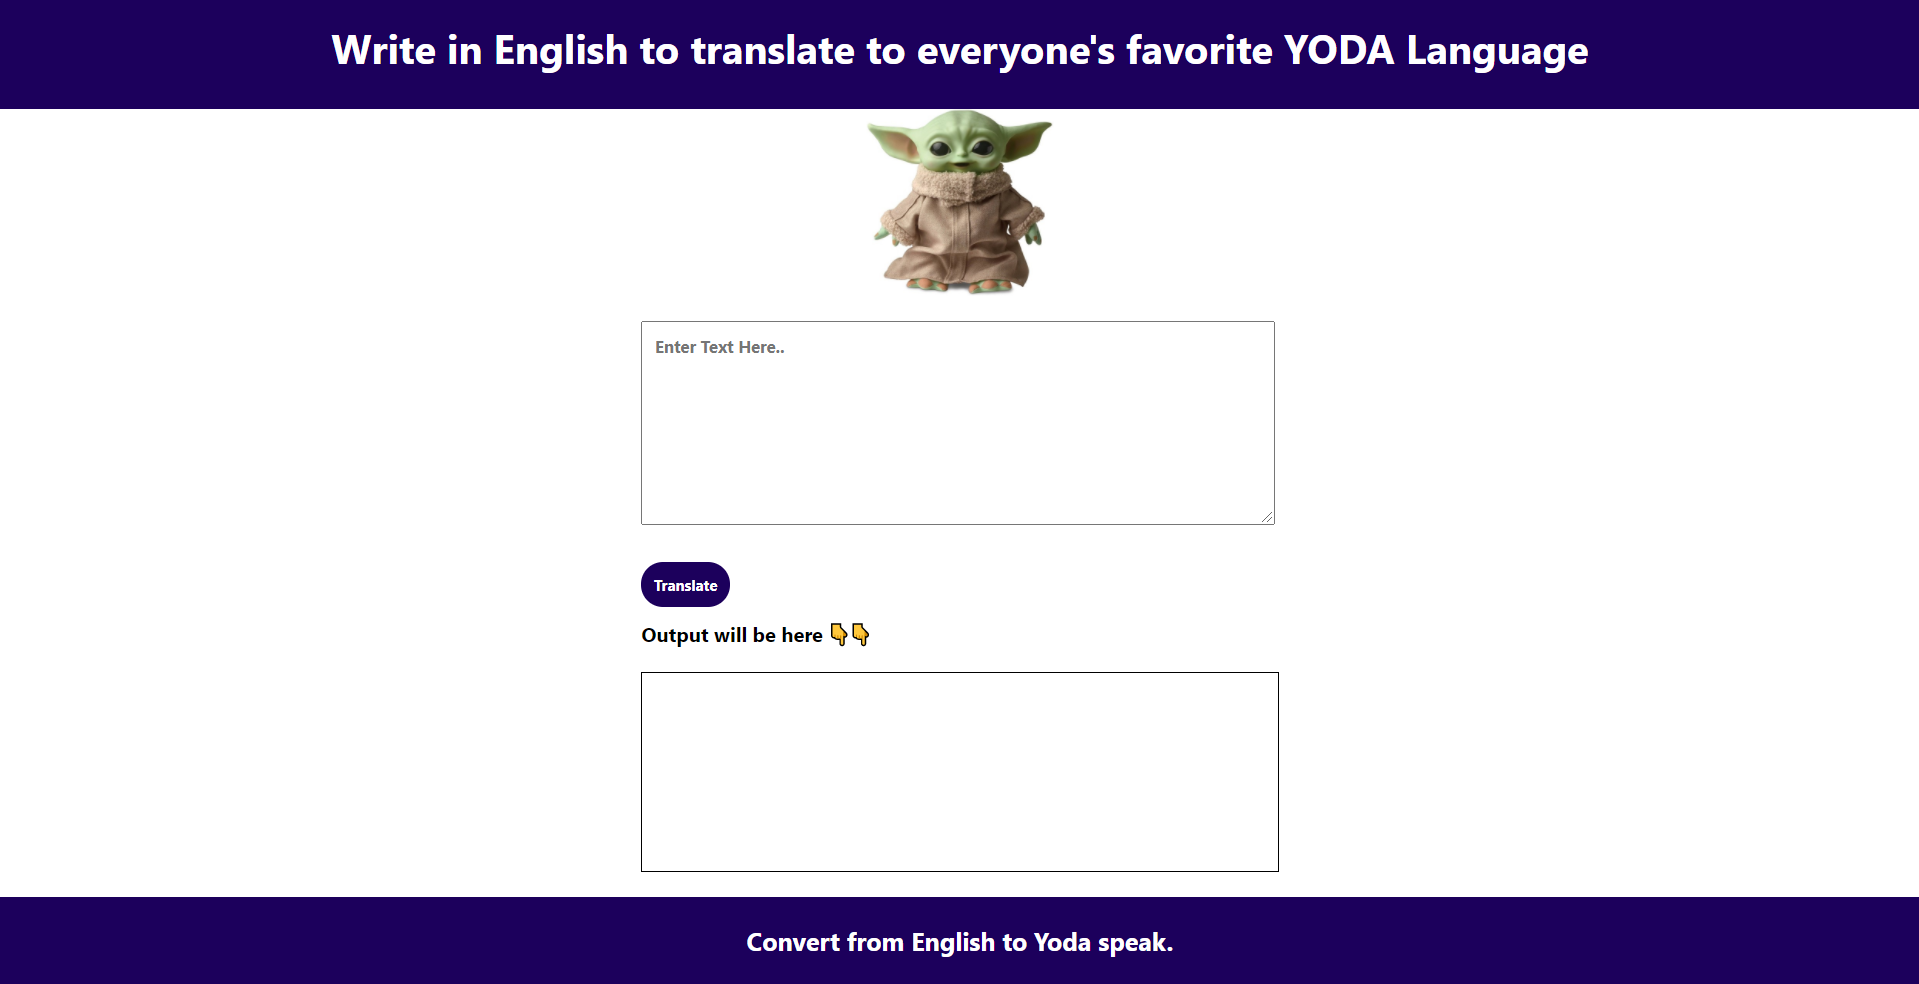 Write in English to translate to everyone's favorite YODA Language
Enter Text Here..
Translate
Output will be here 👇👇
Convert from English to Yoda speak.